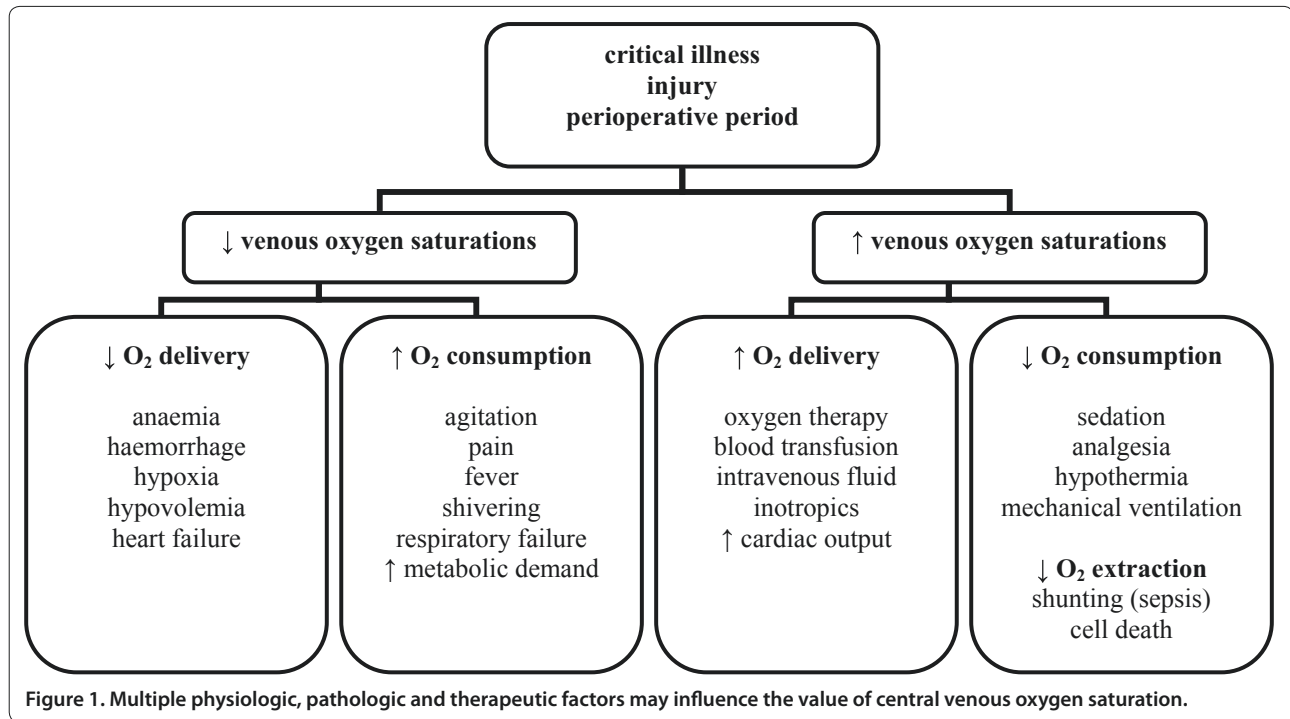 critical illness
injury
perioperative period
↓ venous oxygen saturations
↑ venous oxygen saturations
↓ O₂ delivery
anaemia
haemorrhage
hypoxia
hypovolemia
heart failure
↑ O₂ consumption
agitation
pain
fever
shivering
respiratory failure
↑ metabolic demand
↑ O₂ delivery
oxygen therapy
blood transfusion
intravenous fluid
inotropics
↑ cardiac output
↓ O₂ consumption
sedation
analgesia
hypothermia
mechanical ventilation
↓ O₂ extraction
shunting (sepsis)
cell death
Figure 1. Multiple physiologic, pathologic and therapeutic factors may influence the value of central venous oxygen saturation.